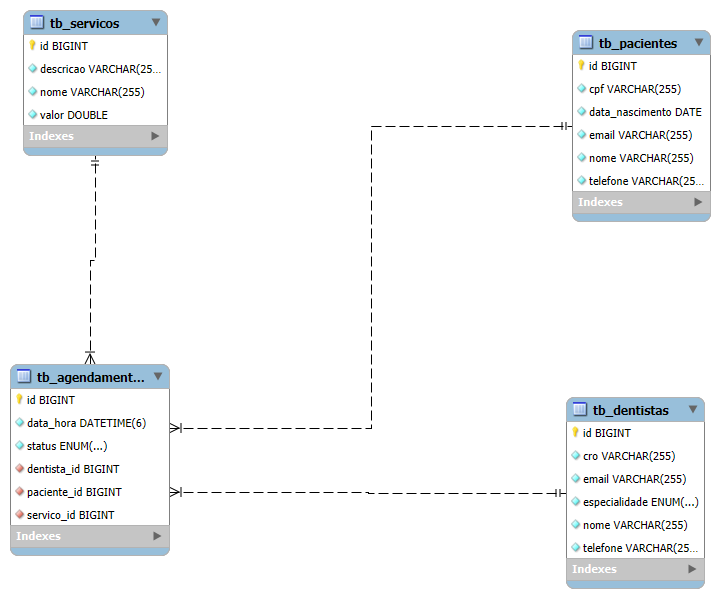 tb_servicos
id BIGINT
descricao VARCHAR(25...
nome VARCHAR(255)
valor DOUBLE
Indexes
tb_pacientes
id BIGINT
cpf VARCHAR(255)
data_nascimento DATE
email VARCHAR(255)
nome VARCHAR(255)
telefone VARCHAR(25...
Indexes
tb_agendament...
id BIGINT
data_hora DATETIME(6)
status ENUM(...)
dentista_id BIGINT
paciente_id BIGINT
servico_id BIGINT
Indexes
tb_dentistas
id BIGINT
cro VARCHAR(255)
email VARCHAR(255)
especialidade ENUM(...)
nome VARCHAR(255)
telefone VARCHAR(25...
Indexes